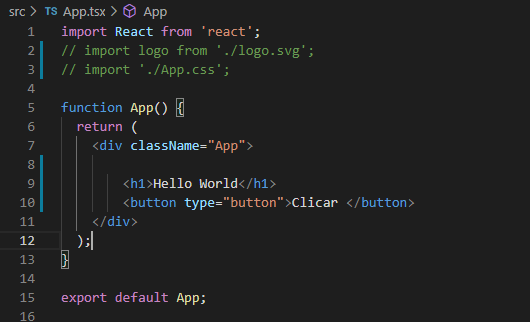 src > TS App.tsx > App
1 import React from 'react';
2 // import logo from './logo.svg';
3 // import './App.css';
4
5 function App() {
6 return (
7 <div className="App">
8
9 <h1>Hello World</h1>
10 <button type="button">Clicar </button>
11 </div>
12 );
13 }
14
15 export default App;
16